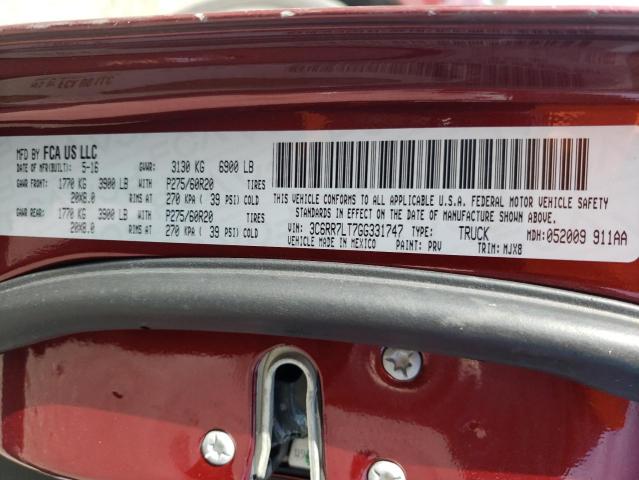 MFD BY FCA US LLC
DATE OF MFR(BUILT): 5-16 GVWR: 3130 KG 6900 LB
GAWR FRONT: 1770 KG 3900 LB WITH P275/60R20 TIRES
20X8.0 RIMS AT 270 KPA ( 39 PSI) COLD
GAWR REAR: 1770 KG 3900 LB WITH P275/60R20 TIRES
20X8.0 RIMS AT 270 KPA ( 39 PSI) COLD
THIS VEHICLE CONFORMS TO ALL APPLICABLE U.S.A. FEDERAL MOTOR VEHICLE SAFETY
STANDARDS IN EFFECT ON THE DATE OF MANUFACTURE SHOWN ABOVE.
VIN: 3C6RR7LT7GG331747 TYPE: TRUCK MDH: 052009 911AA
VEHICLE MADE IN MEXICO PAINT: PRV TRIM: MJX8